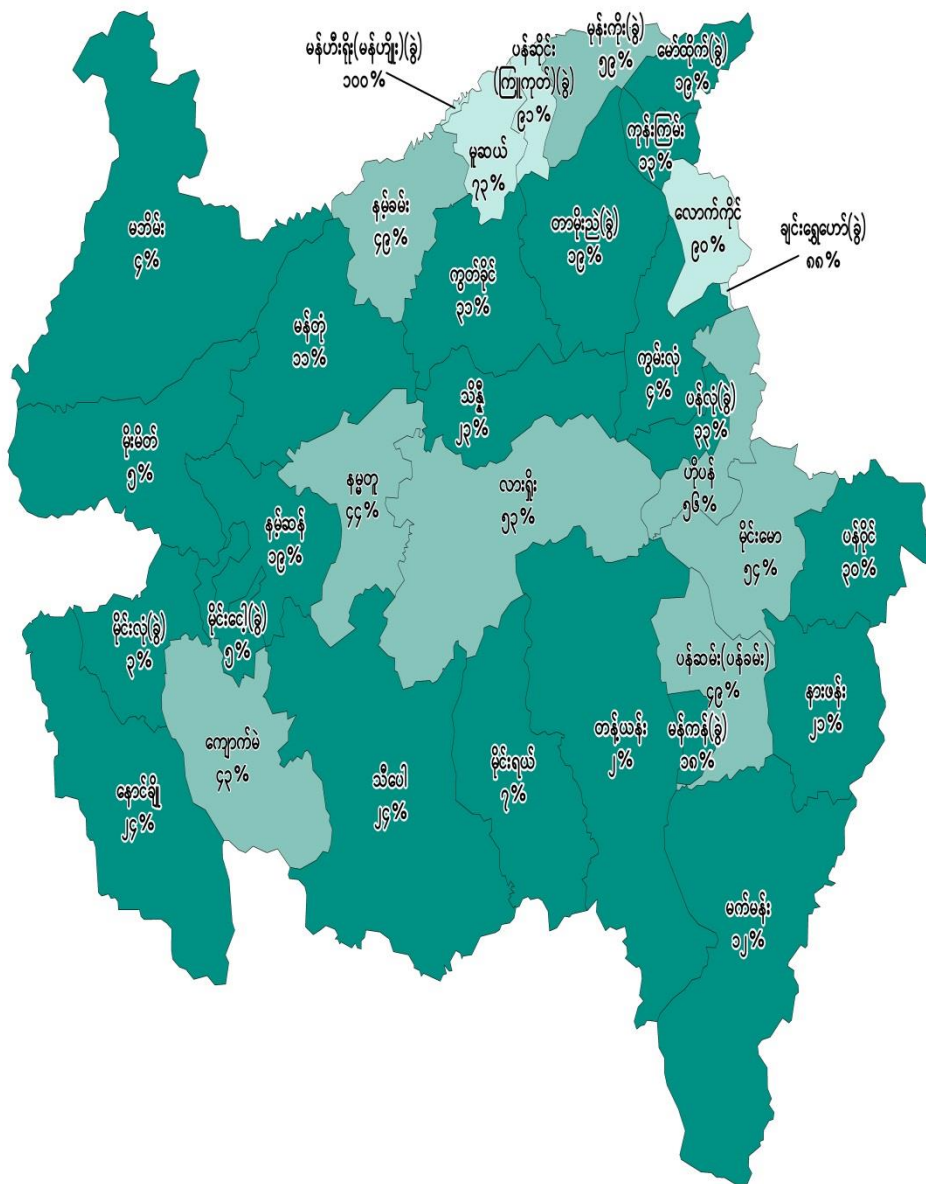 မန်ဟီးရိုး(မန်ဟျိုး)(ခွဲ)
၁၀၀%
ပန်ဆိုင်း
(ကြူကုတ်)(ခွဲ)
၉၁%
မုန်းကိုး(ခွဲ)
၅၉%
မော်ထိုက်(ခွဲ)
၁၉%
ကုန်းကြမ်း
၁၃%
မူဆယ်
၇၃%
နမ့်ခမ်း
၄၉%
မဘိမ်း
၄%
တာမိုးညဲ(ခွဲ)
၁၉%
လောက်ကိုင်
၉၀%
ချင်းရွှေဟော်(ခွဲ)
၈၈%
ကွတ်ခိုင်
၃၁%
မန်တုံ
၁၁%
ကွမ်းလုံ
၄%
ပန်လုံ(ခွဲ)
၃၃%
သိန္နီ
၂၃%
မိုးမိတ်
၅%
နမ္မတူ
၄၄%
လားရှိုး
၅၃%
ဟိုပန်
၅၆%
နမ့်ဆန်
၁၉%
မိုင်းမော
၅၄%
ပန်ဝိုင်
၃၀%
မိုင်းလုံ(ခွဲ)
၃%
မိုင်းငေါ့(ခွဲ)
၅%
ပန်ဆမ်း(ပန်ခမ်း)
၄၉%
နားဖန်း
၂၁%
ကျောက်မဲ
၄၃%
တန့်ယန်း
၂%
မန်ကန်(ခွဲ)
၁၈%
နောင်ချို
၂၄%
သီပေါ
၂၄%
မိုင်းရယ်
၇%
မက်မန်း
၁၂%